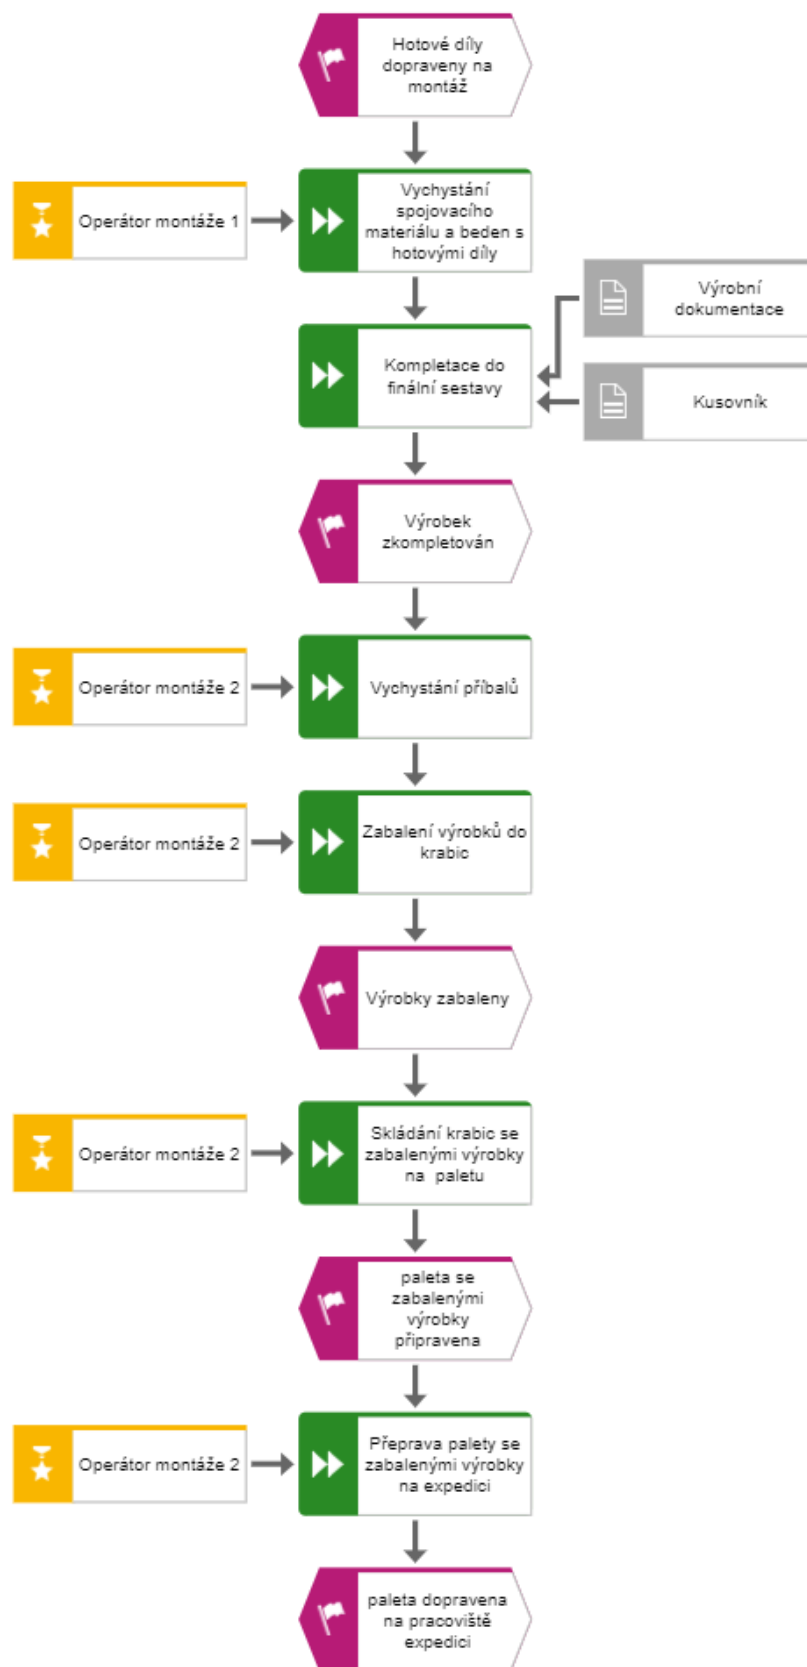 Hotové díly
dopraveny na
montáž
Operátor montáže 1
Vychystání
spojovacího
materiálu a beden s
hotovými díly
Výrobní
dokumentace
Kompletace do
finální sestavy
Kusovník
Výrobek
zkompletován
Operátor montáže 2
Vychystání příbalů
Operátor montáže 2
Zabalení výrobků do
krabic
Výrobky zabaleny
Operátor montáže 2
Skládání krabic se
zabalenými výrobky
na paletu
paleta se
zabalenými
výrobky
připravena
Operátor montáže 2
Přeprava palety se
zabalenými výrobky
na expedici
paleta dopravena
na pracoviště
expedici